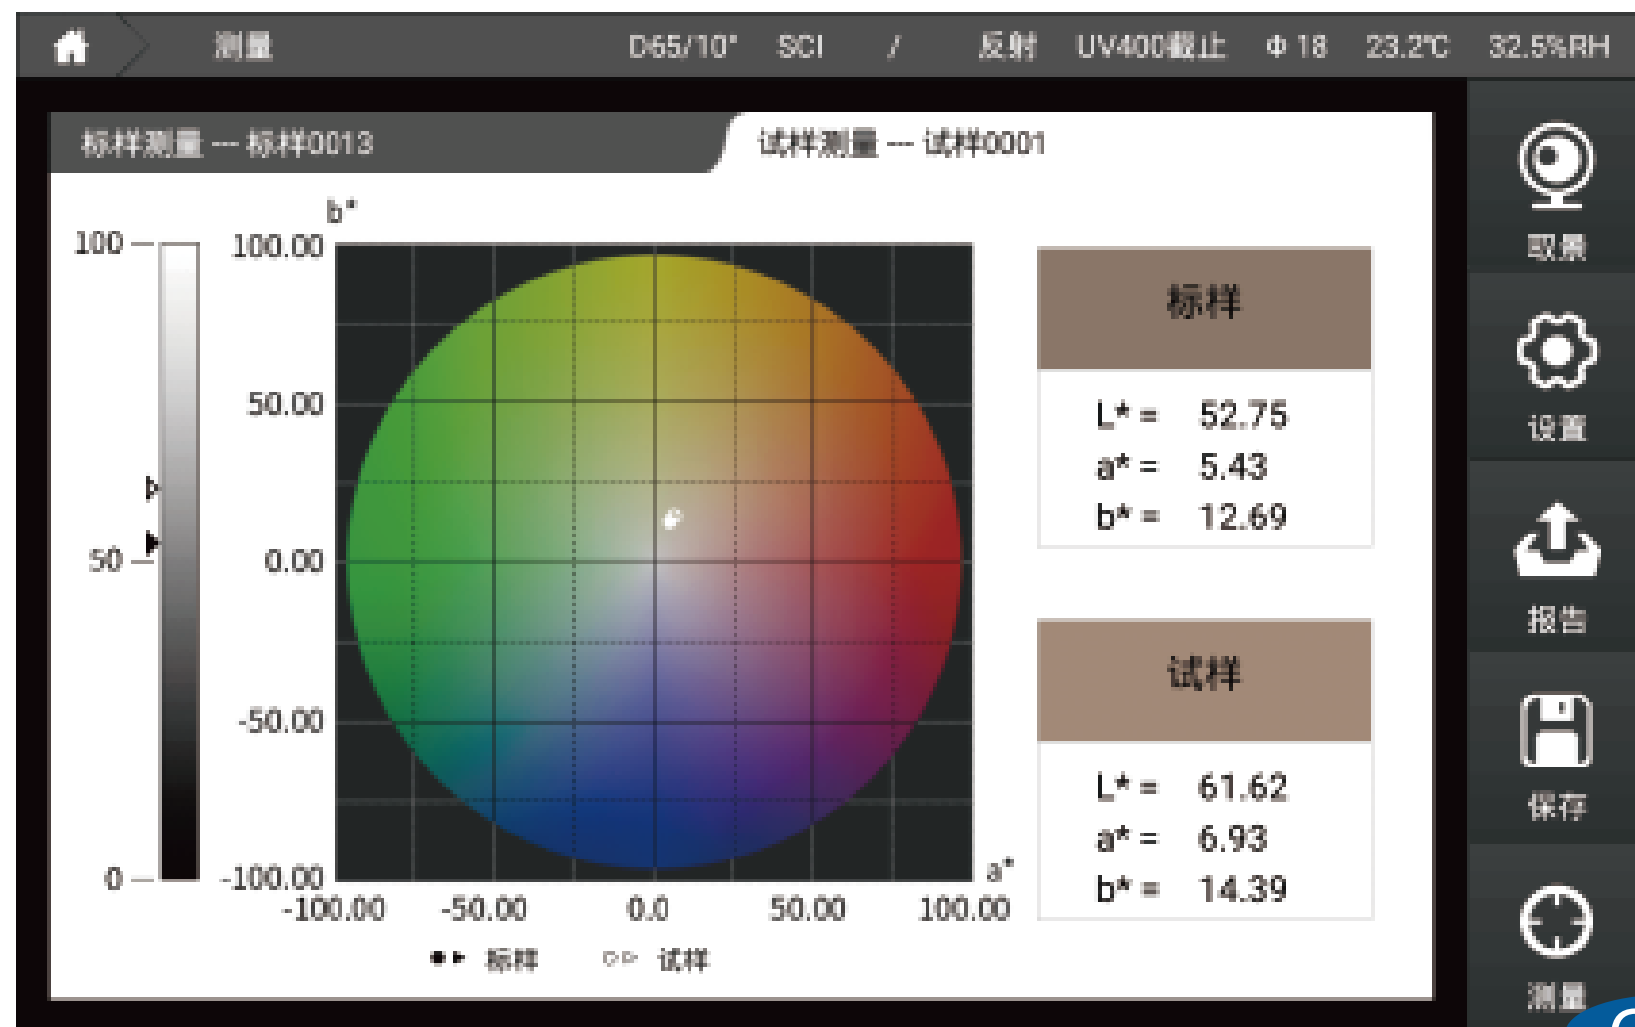 测量 D65/10° SCI / 反射 UV400截止 Φ 18 23.2℃ 32.5%RH
标样测量 --- 标样0013
试样测量 --- 试样0001
b*
100
50
0
100.00
50.00
0.00
-50.00
-100.00
-100.00 -50.00 0.0 50.00 100.00
a*
标样 试样
标样
L* = 52.75
a* = 5.43
b* = 12.69
试样
L* = 61.62
a* = 6.93
b* = 14.39
取景
设置
报告
保存
测量